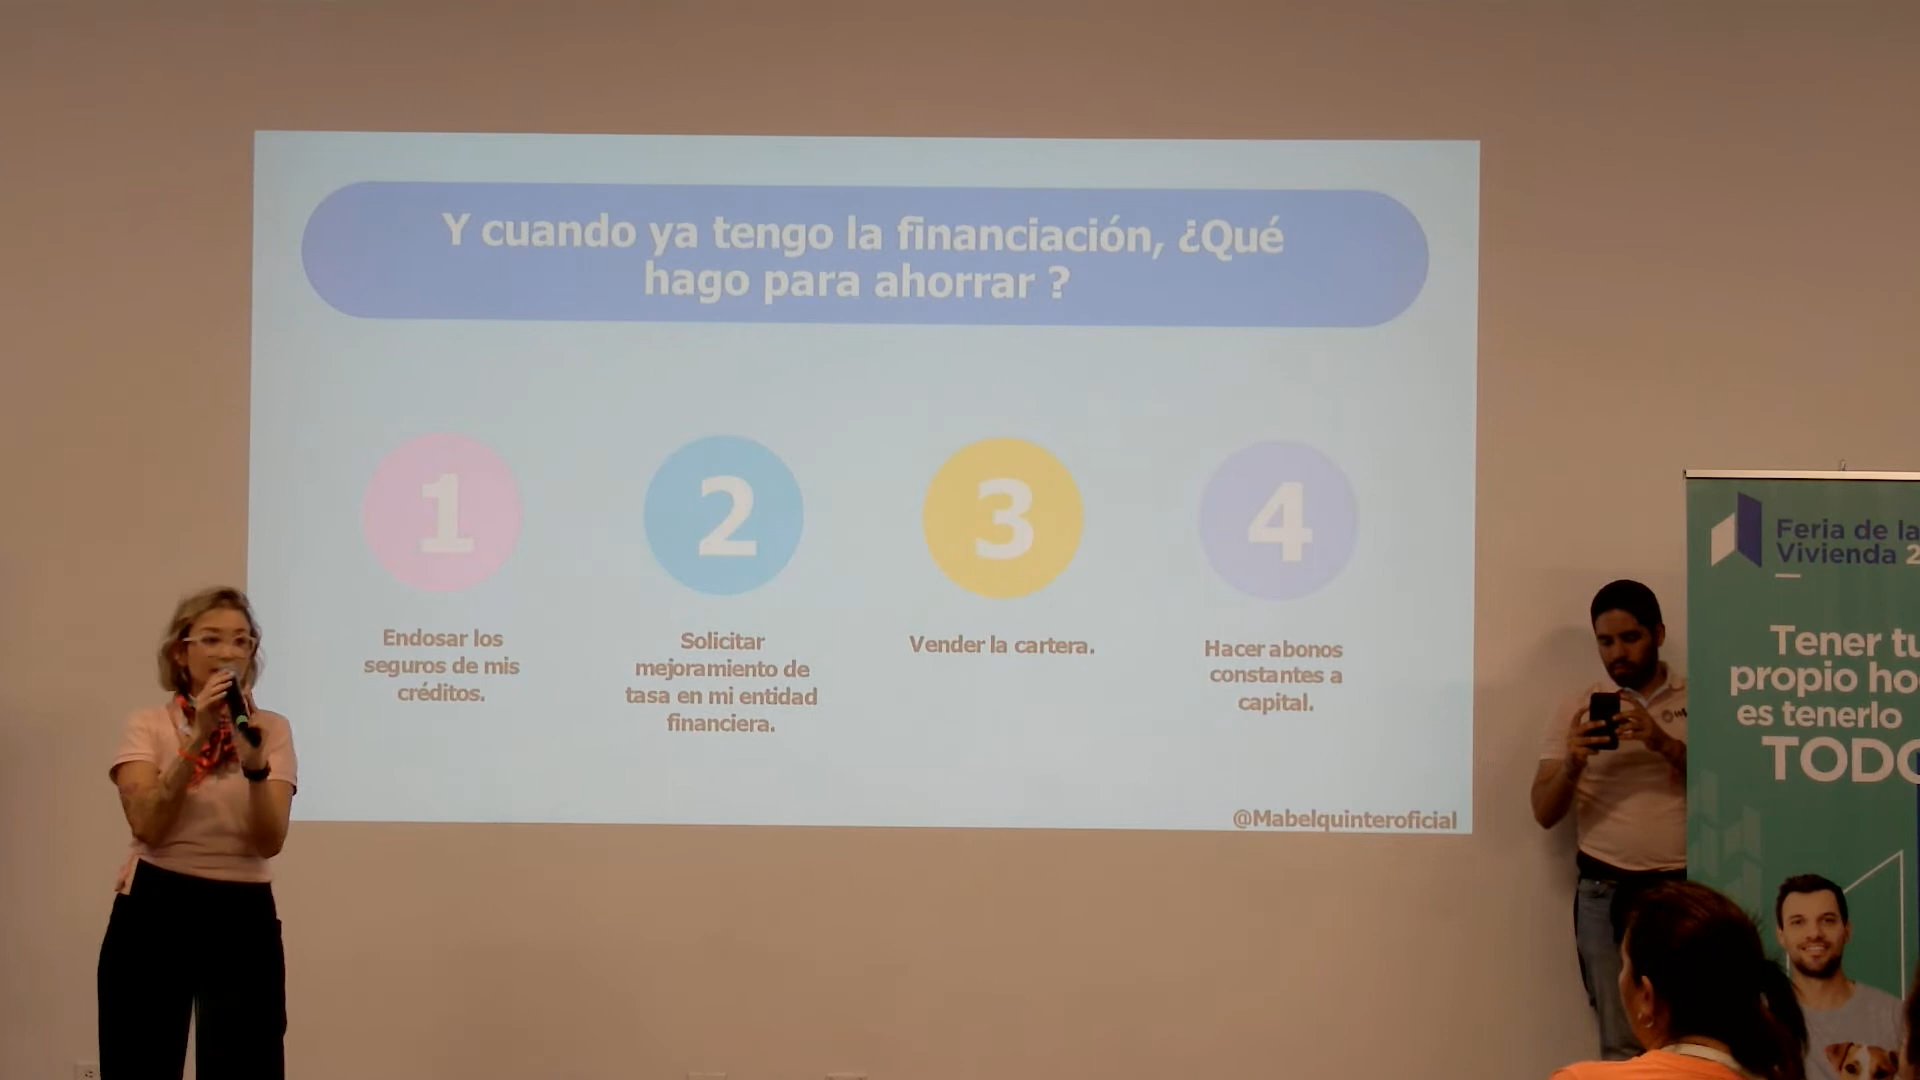 Y cuando ya tengo la financiación, ¿Qué
hago para ahorrar ?
1
2
3
4
Endosar los
seguros de mis
créditos.
Solicitar
mejoramiento de
tasa en mi entidad
financiera.
Vender la cartera.
Hacer abonos
constantes a
capital.
@Mabelquinteroficial
Feria de la
Vivienda 2
Tener tu
propio ho
es tenerlo
TODO